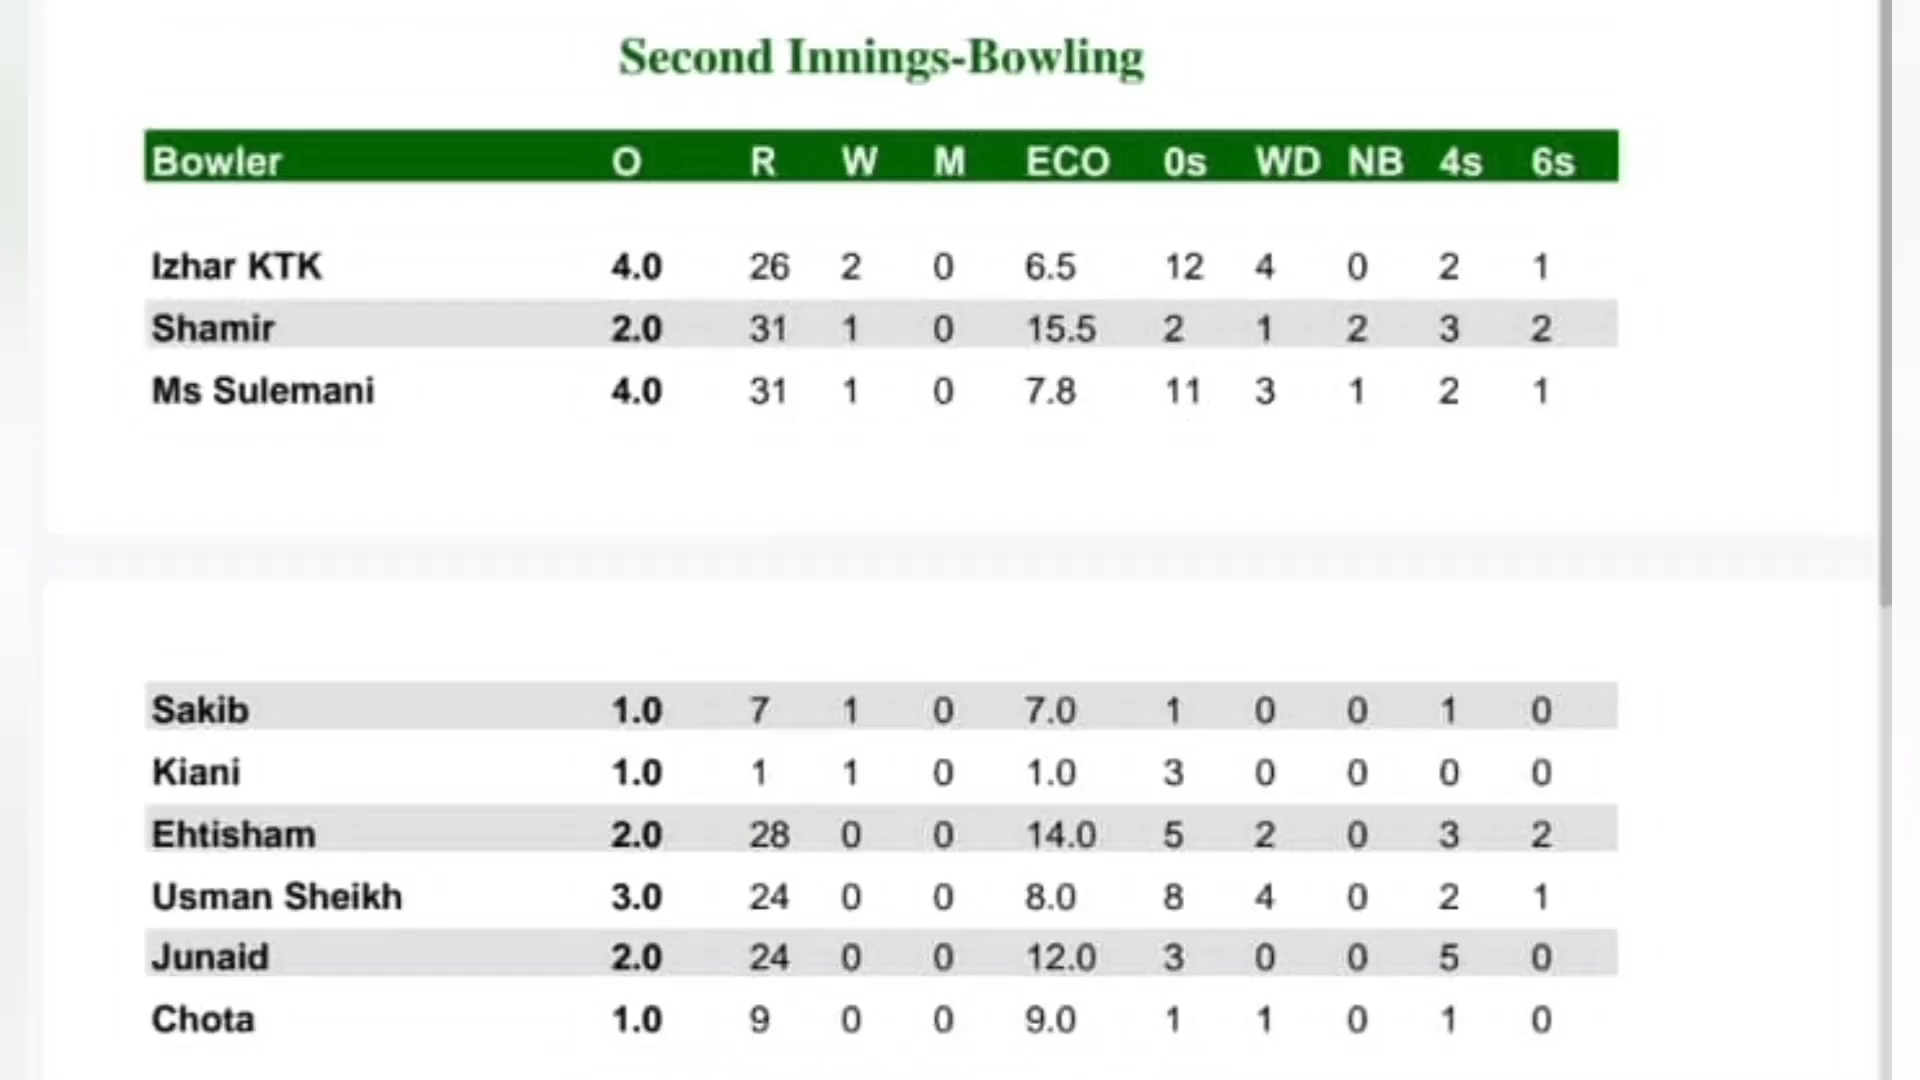 Second Innings-Bowling
Bowler O R W M ECO 0s WD NB 4s 6s
Izhar KTK 4.0 26 2 0 6.5 12 4 0 2 1
Shamir 2.0 31 1 0 15.5 2 1 2 3 2
Ms Sulemani 4.0 31 1 0 7.8 11 3 1 2 1
Sakib 1.0 7 1 0 7.0 1 0 0 1 0
Kiani 1.0 1 1 0 1.0 3 0 0 0 0
Ehtisham 2.0 28 0 0 14.0 5 2 0 3 2
Usman Sheikh 3.0 24 0 0 8.0 8 4 0 2 1
Junaid 2.0 24 0 0 12.0 3 0 0 5 0
Chota 1.0 9 0 0 9.0 1 1 0 1 0